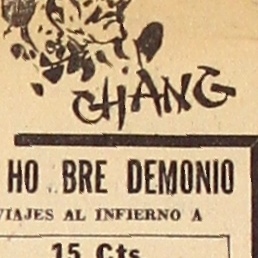 CHANG
HO BRE DEMONIO
VIAJES AL INFIERNO A
15 Cts.